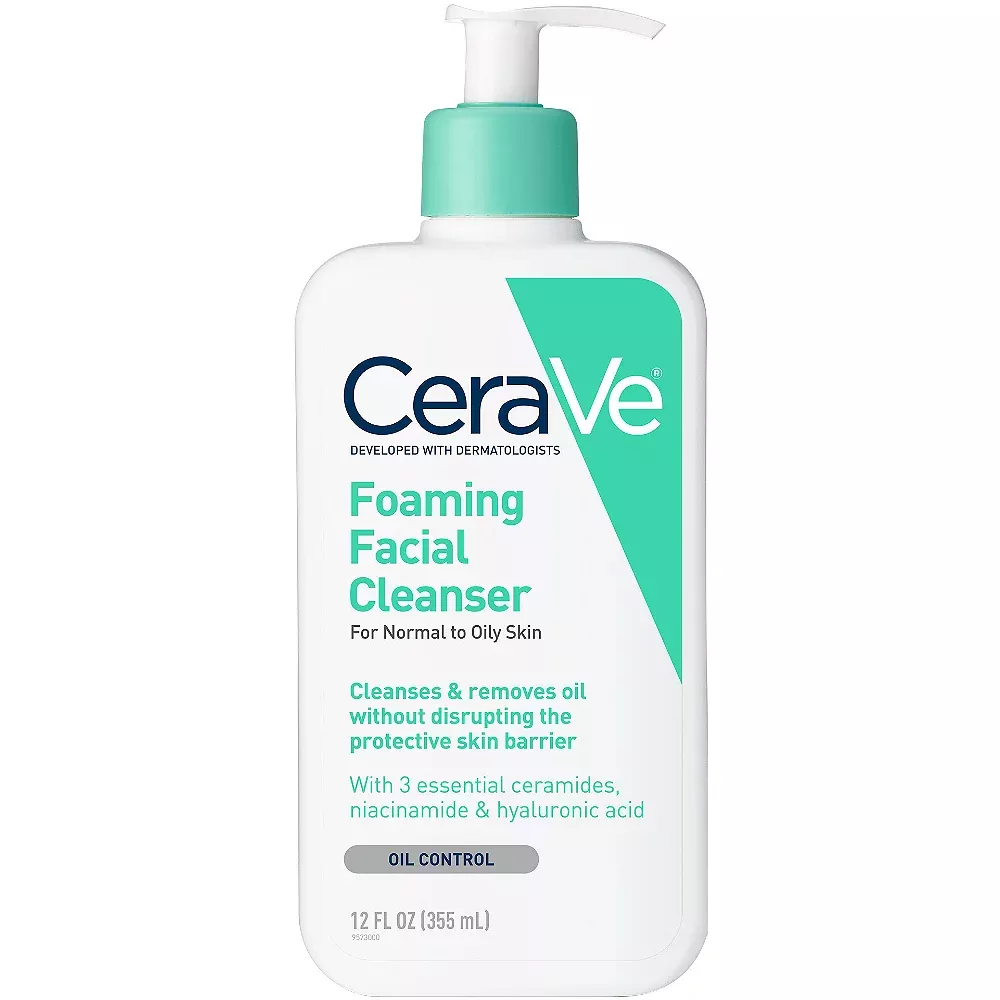 CeraVe®
DEVELOPED WITH DERMATOLOGISTS
Foaming
Facial
Cleanser
For Normal to Oily Skin
Cleanses & removes oil
without disrupting the
protective skin barrier
With 3 essential ceramides,
niacinamide & hyaluronic acid
OIL CONTROL
12 FL OZ (355 mL)
9573000